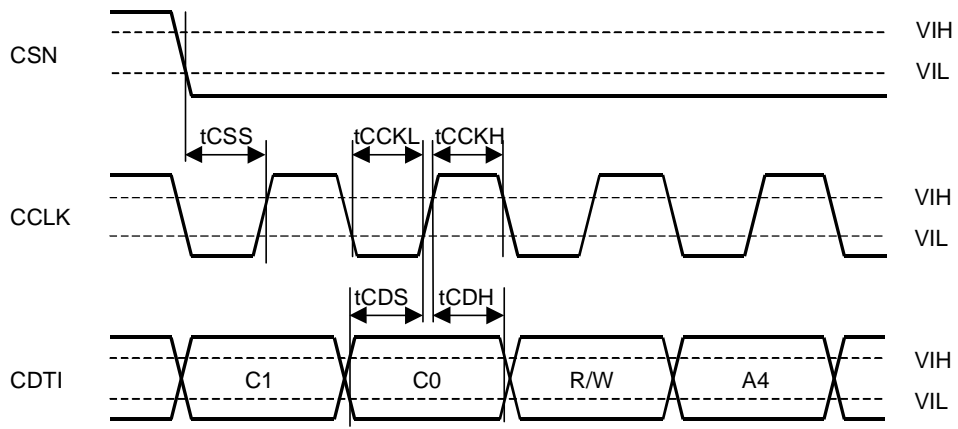 CSN
VIH
VIL
tCSS
tCCKL
tCCKH
CCLK
VIH
VIL
tCDS
tCDH
CDTI
C1
C0
R/W
A4
VIH
VIL